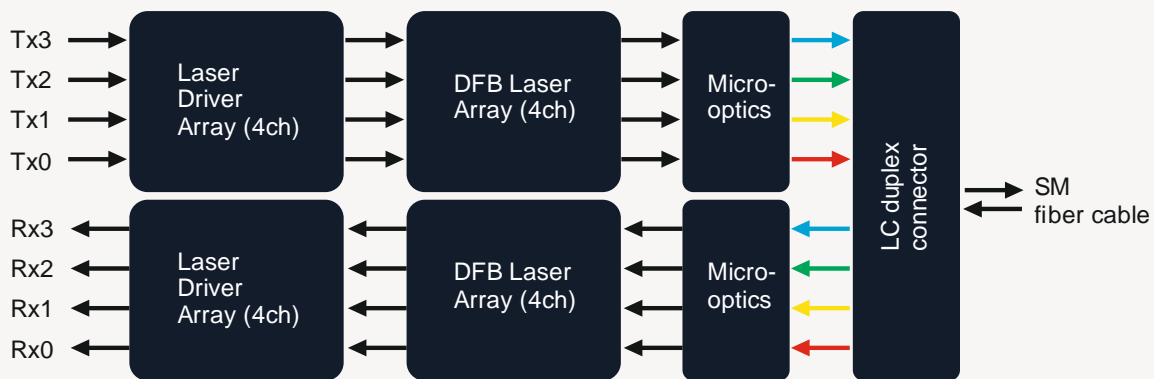 Tx3
Tx2
Tx1
Tx0
Laser
Driver
Array (4ch)
DFB Laser
Array (4ch)
Micro-
optics
LC duplex
connector
SM
fiber cable
Rx3
Rx2
Rx1
Rx0
Laser
Driver
Array (4ch)
DFB Laser
Array (4ch)
Micro-
optics